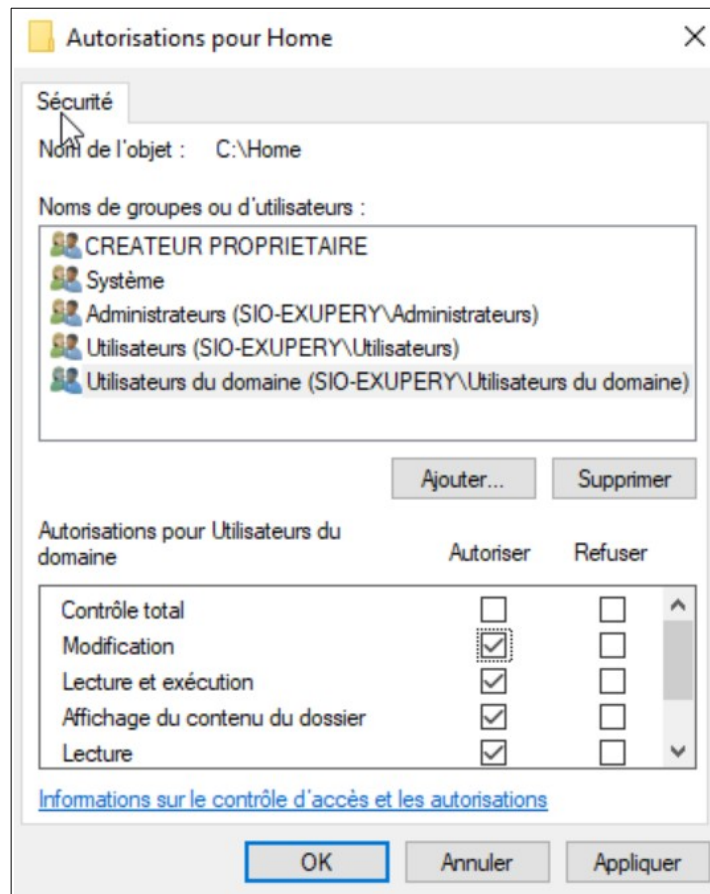 Autorisations pour Home
Sécurité
Nom de l'objet : C:\Home
Noms de groupes ou d'utilisateurs :
CREATEUR PROPRIETAIRE
Système
Administrateurs (SIO-EXUPERY\Administrateurs)
Utilisateurs (SIO-EXUPERY\Utilisateurs)
Utilisateurs du domaine (SIO-EXUPERY\Utilisateurs du domaine)
Ajouter... Supprimer
Autorisations pour Utilisateurs du
domaine Autoriser Refuser
Contrôle total
Modification
Lecture et exécution
Affichage du contenu du dossier
Lecture
Informations sur le contrôle d'accès et les autorisations
OK Annuler Appliquer